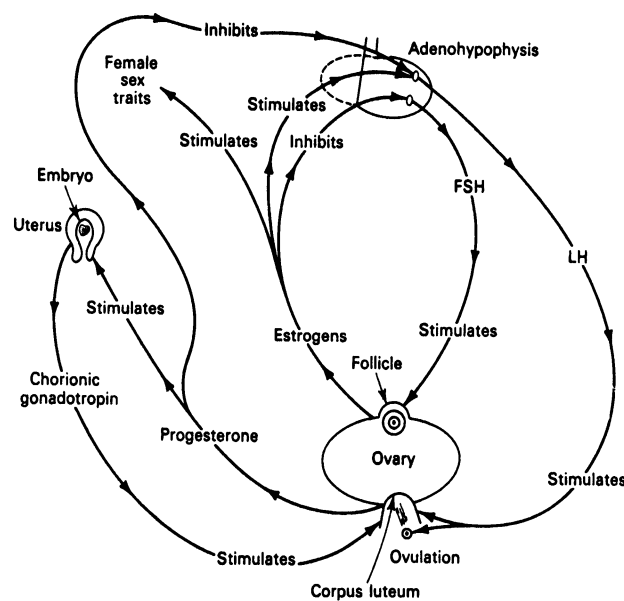 Inhibits
Adenohypophysis
Female
sex
traits
Stimulates
Stimulates
Inhibits
Embryo
FSH
Uterus
LH
Stimulates
Estrogens
Stimulates
Follicle
Chorionic
gonadotropin
Progesterone
Ovary
Stimulates
Stimulates
Ovulation
Corpus luteum